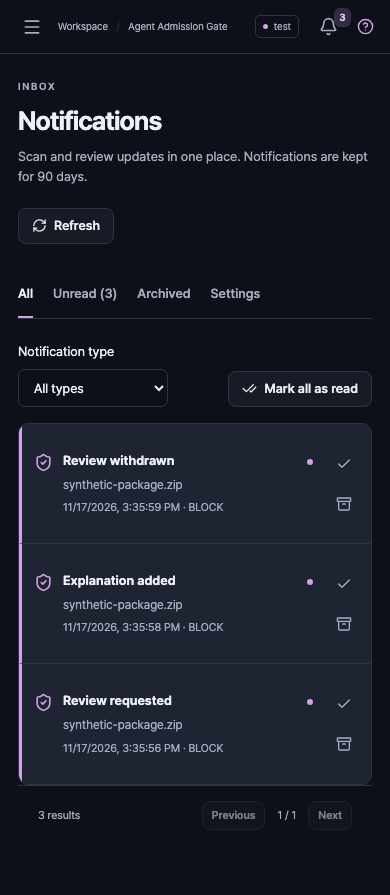 Workspace / Agent Admission Gate
test
3
INBOX
Notifications
Scan and review updates in one place. Notifications are kept
for 90 days.
Refresh
All
Unread (3)
Archived
Settings
Notification type
All types
Mark all as read
Review withdrawn
synthetic-package.zip
11/17/2026, 3:35:59 PM · BLOCK
Explanation added
synthetic-package.zip
11/17/2026, 3:35:58 PM · BLOCK
Review requested
synthetic-package.zip
11/17/2026, 3:35:56 PM · BLOCK
3 results
Previous
1 / 1
Next